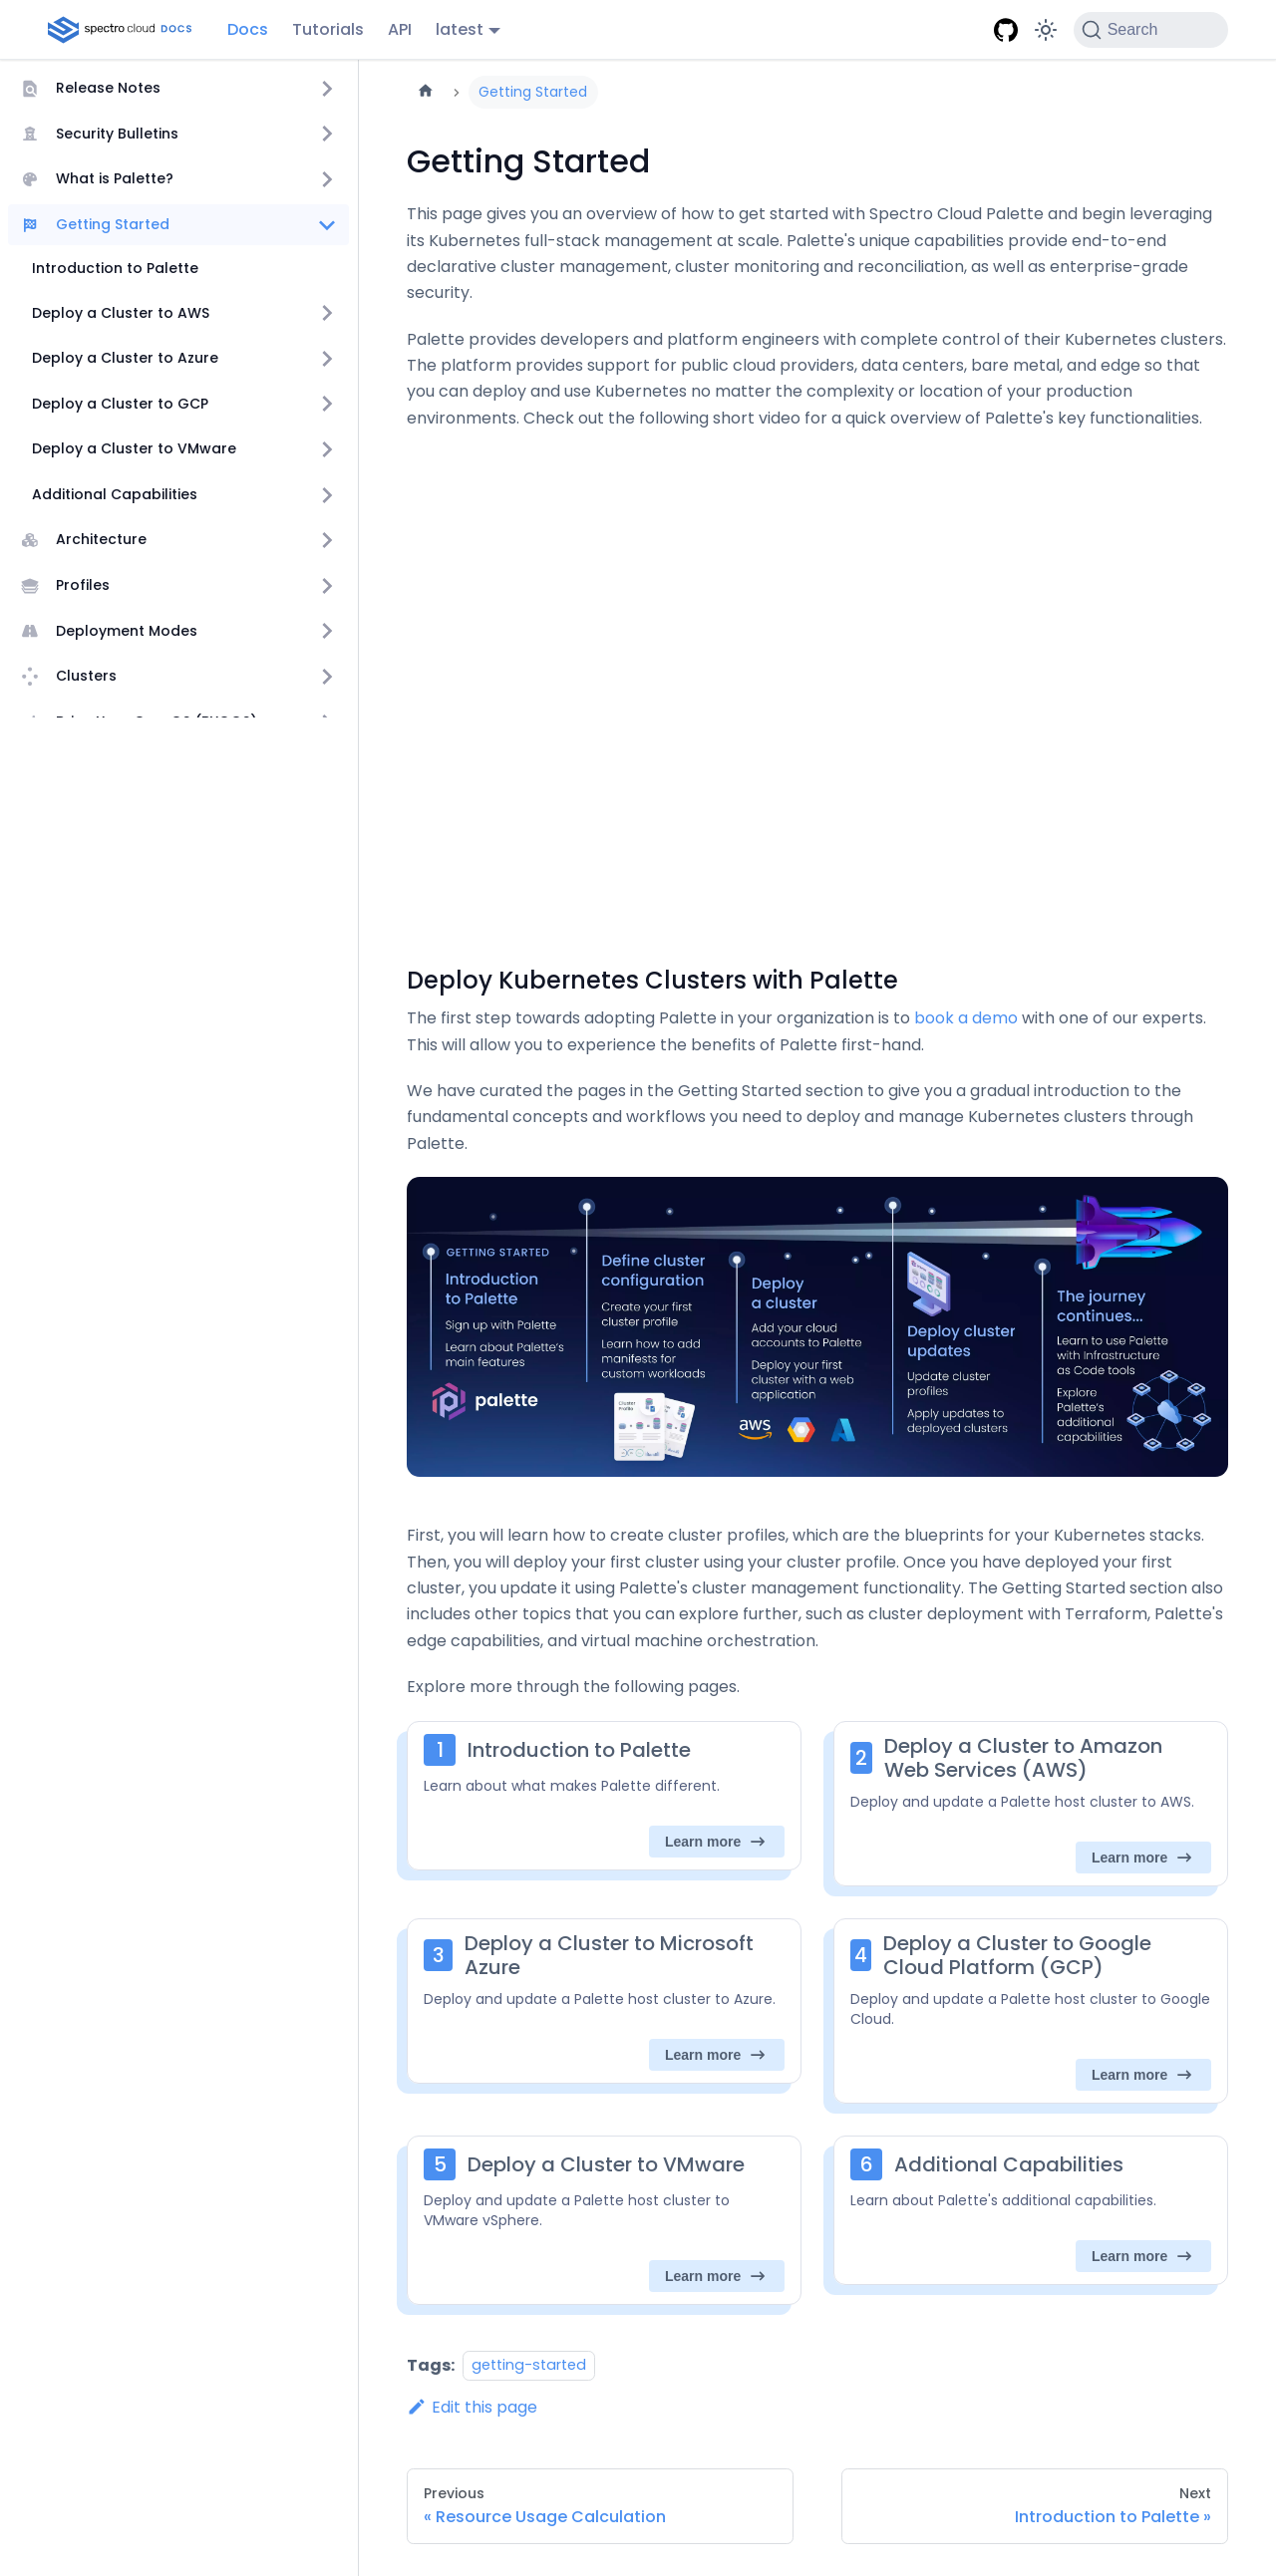 spectro cloud DOCS
Docs
Tutorials
API
latest
Search
Release Notes
Security Bulletins
What is Palette?
Getting Started
Introduction to Palette
Deploy a Cluster to AWS
Deploy a Cluster to Azure
Deploy a Cluster to GCP
Deploy a Cluster to VMware
Additional Capabilities
Architecture
Profiles
Deployment Modes
Clusters
Getting Started
Getting Started
This page gives you an overview of how to get started with Spectro Cloud Palette and begin leveraging
its Kubernetes full-stack management at scale. Palette's unique capabilities provide end-to-end
declarative cluster management, cluster monitoring and reconciliation, as well as enterprise-grade
security.
Palette provides developers and platform engineers with complete control of their Kubernetes clusters.
The platform provides support for public cloud providers, data centers, bare metal, and edge so that
you can deploy and use Kubernetes no matter the complexity or location of your production
environments. Check out the following short video for a quick overview of Palette's key functionalities.
Deploy Kubernetes Clusters with Palette
The first step towards adopting Palette in your organization is to book a demo with one of our experts.
This will allow you to experience the benefits of Palette first-hand.
We have curated the pages in the Getting Started section to give you a gradual introduction to the
fundamental concepts and workflows you need to deploy and manage Kubernetes clusters through
Palette.
GETTING STARTED
Introduction
to Palette
Sign up with Palette
Learn about Palette's
main features
palette
Define cluster
configuration
Create your first
cluster profile
Learn how to add
manifests for
custom workloads
Cluster
Profile
Deploy
a cluster
Add your cloud
accounts to Palette
Deploy your first
cluster with a web
application
aws
Deploy cluster
updates
Update cluster
profiles
Apply updates to
deployed clusters
The journey
continues...
Learn to use Palette
with Infrastructure
as Code tools
Explore
Palette's
additional
capabilities
First, you will learn how to create cluster profiles, which are the blueprints for your Kubernetes stacks.
Then, you will deploy your first cluster using your cluster profile. Once you have deployed your first
cluster, you update it using Palette's cluster management functionality. The Getting Started section also
includes other topics that you can explore further, such as cluster deployment with Terraform, Palette's
edge capabilities, and virtual machine orchestration.
Explore more through the following pages.
1 Introduction to Palette
Learn about what makes Palette different.
Learn more
2 Deploy a Cluster to Amazon
Web Services (AWS)
Deploy and update a Palette host cluster to AWS.
Learn more
3 Deploy a Cluster to Microsoft
Azure
Deploy and update a Palette host cluster to Azure.
Learn more
4 Deploy a Cluster to Google
Cloud Platform (GCP)
Deploy and update a Palette host cluster to Google
Cloud.
Learn more
5 Deploy a Cluster to VMware
Deploy and update a Palette host cluster to
VMware vSphere.
Learn more
6 Additional Capabilities
Learn about Palette's additional capabilities.
Learn more
Tags: getting-started
Edit this page
Previous
« Resource Usage Calculation
Next
Introduction to Palette »